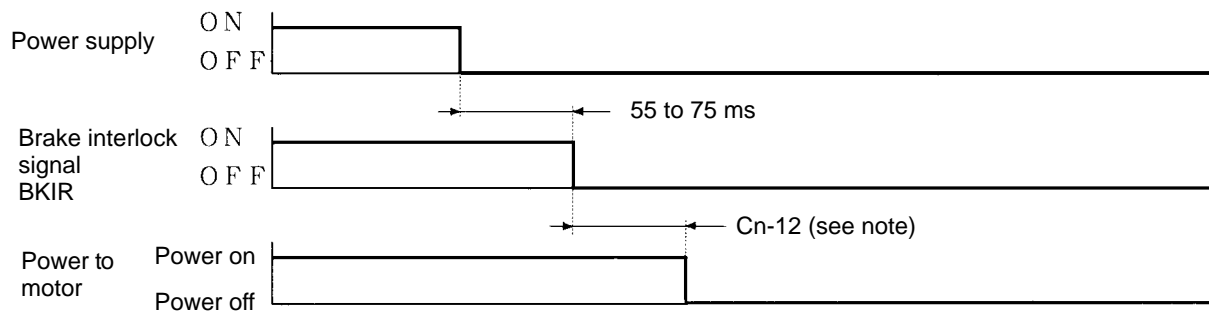 Power supply
ON
OFF
55 to 75 ms
Brake interlock
signal
BKIR
ON
OFF
Cn-12 (see note)
Power to
motor
Power on
Power off